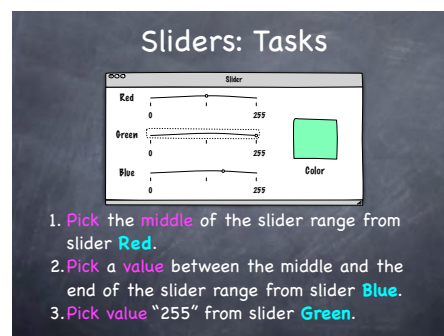 Sliders: Tasks
Slider
Red
0 255
Green
0 255
Blue
0 255
Color
1. Pick the middle of the slider range from
slider Red.
2. Pick a value between the middle and the
end of the slider range from slider Blue.
3. Pick value “255” from slider Green.